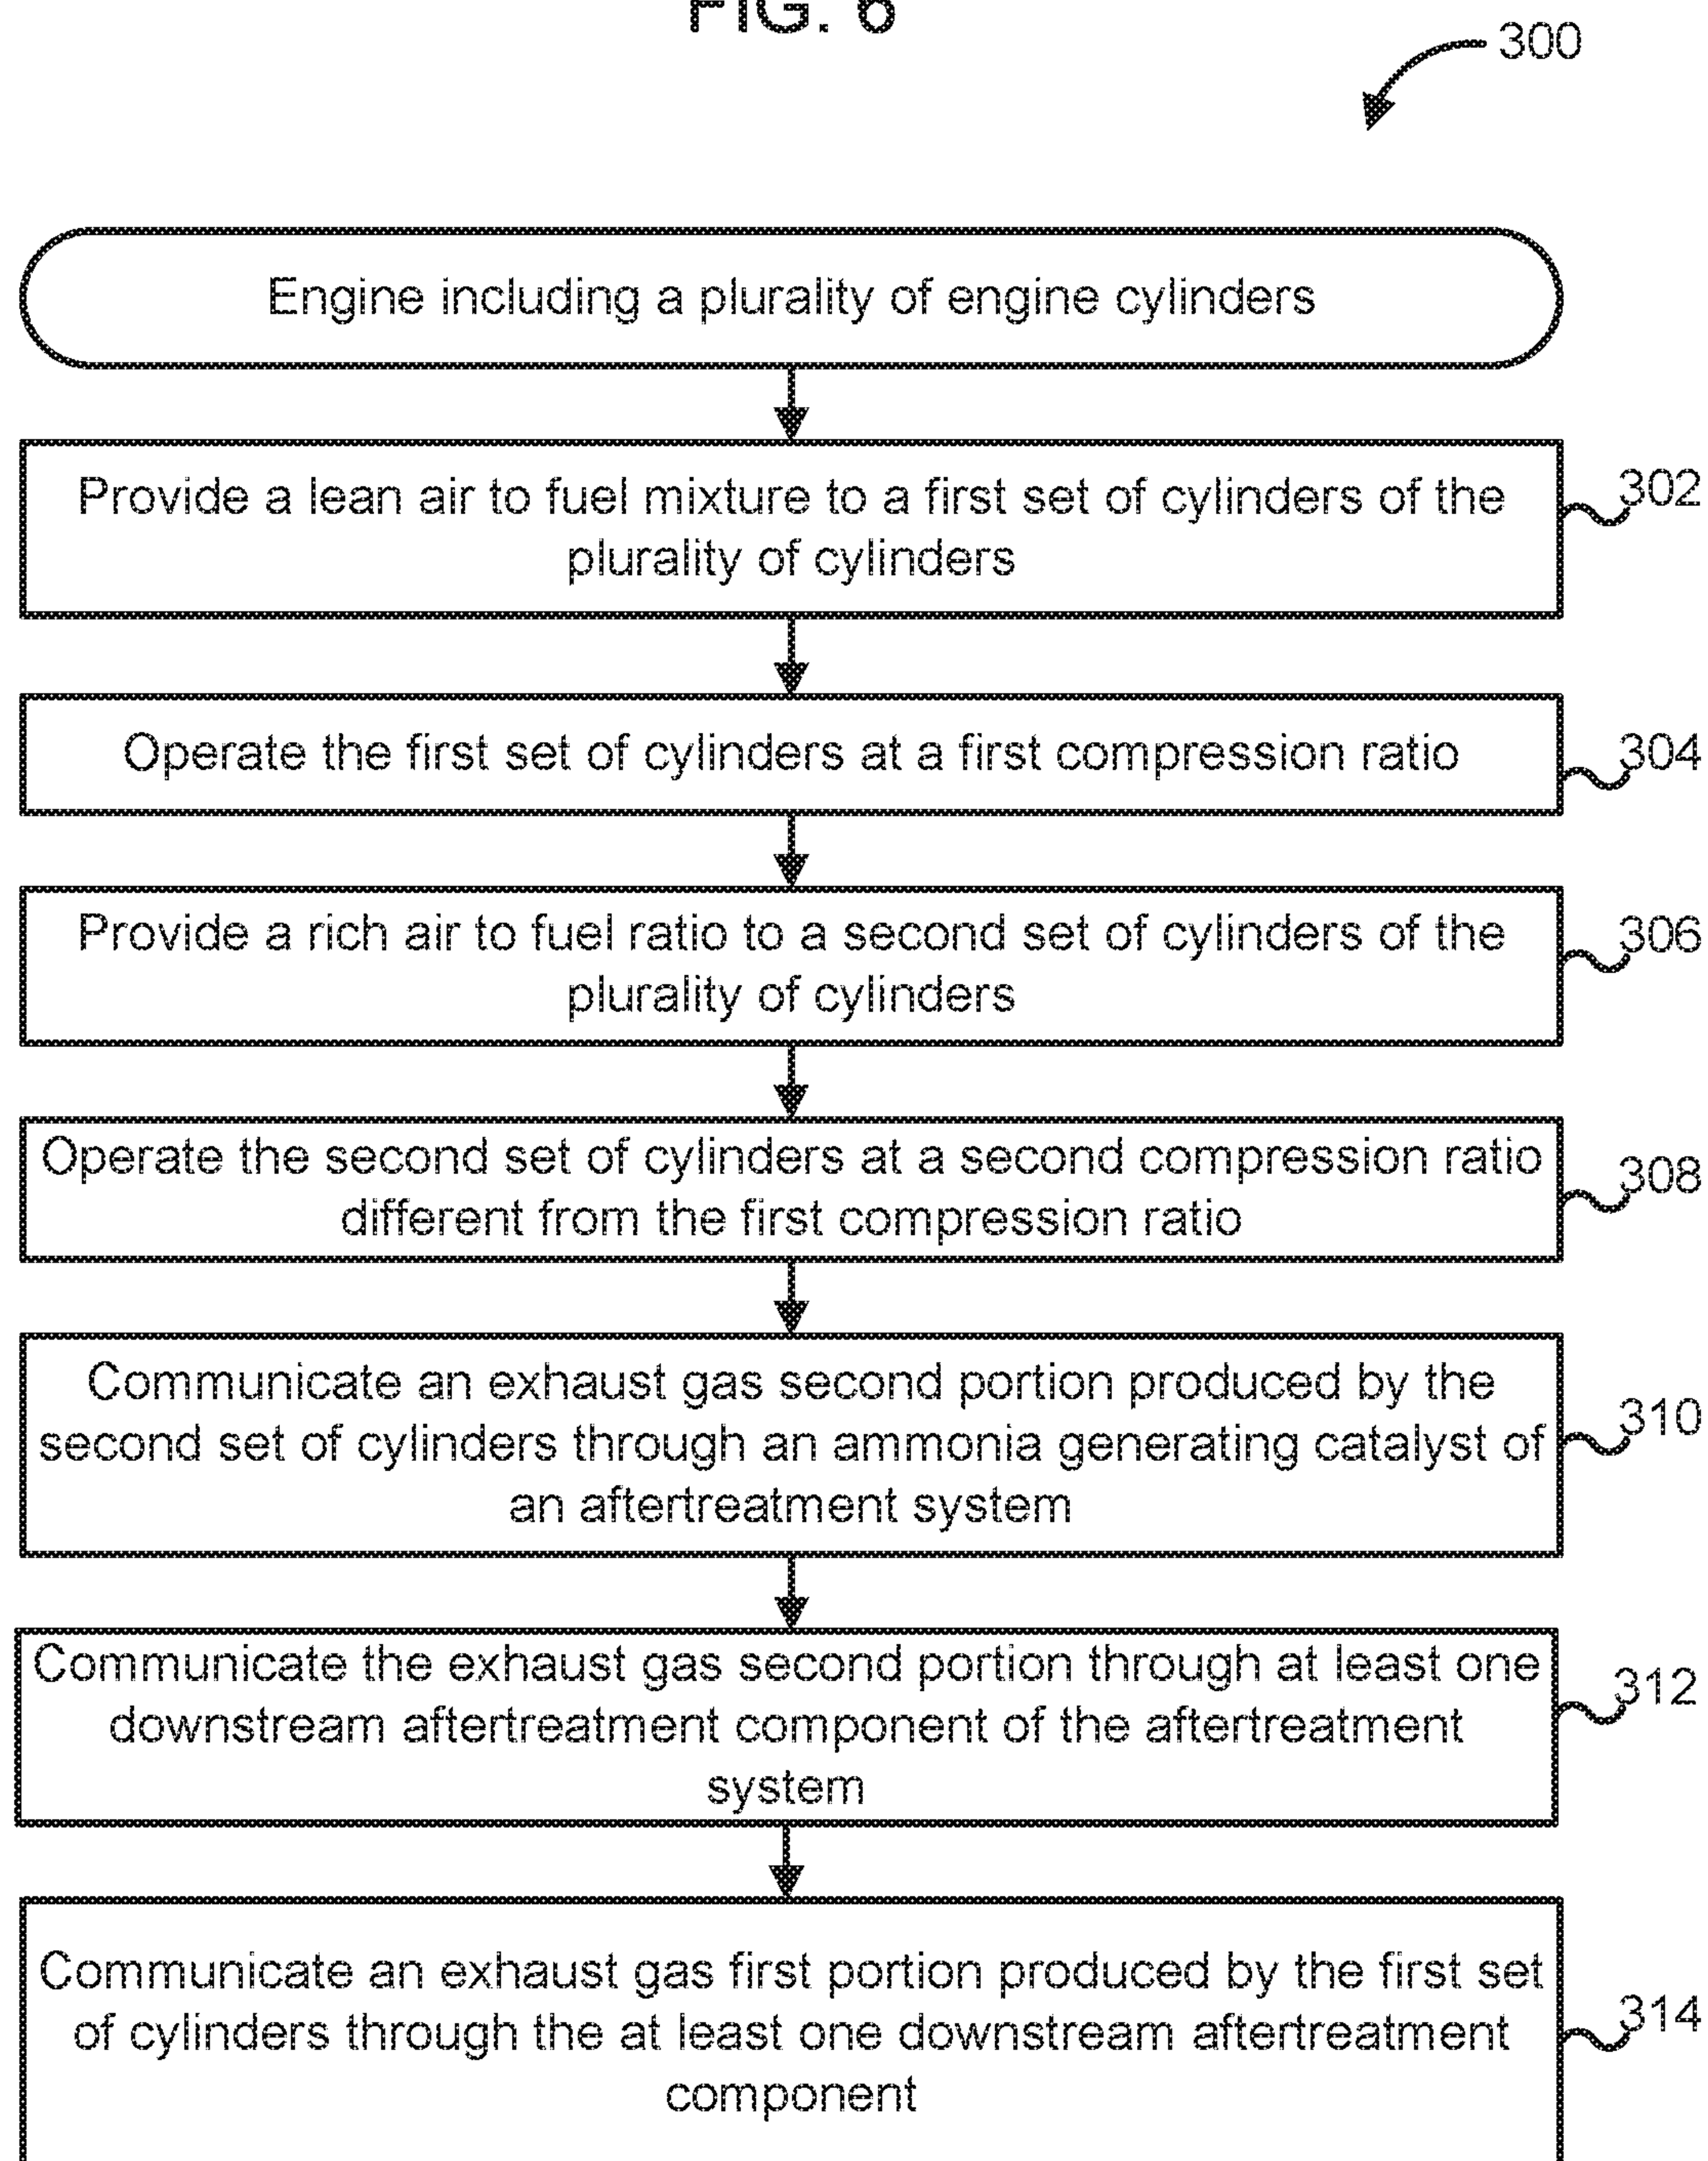 FIG. 6
300
Engine including a plurality of engine cylinders
Provide a lean air to fuel mixture to a first set of cylinders of the
plurality of cylinders
302
Operate the first set of cylinders at a first compression ratio
304
Provide a rich air to fuel ratio to a second set of cylinders of the
plurality of cylinders
306
Operate the second set of cylinders at a second compression ratio
different from the first compression ratio
308
Communicate an exhaust gas second portion produced by the
second set of cylinders through an ammonia generating catalyst of
an aftertreatment system
310
Communicate the exhaust gas second portion through at least one
downstream aftertreatment component of the aftertreatment
system
312
Communicate an exhaust gas first portion produced by the first set
of cylinders through the at least one downstream aftertreatment
component
314